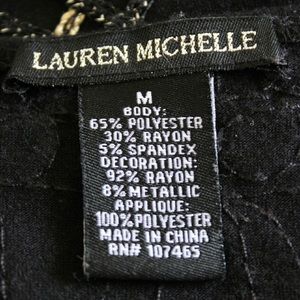 LAUREN MICHELLE
M
BODY:
65% POLYESTER
30% RAYON
5% SPANDEX
DECORATION:
92% RAYON
8% METALLIC
APPLIQUE:
100% POLYESTER
MADE IN CHINA
RN# 107465